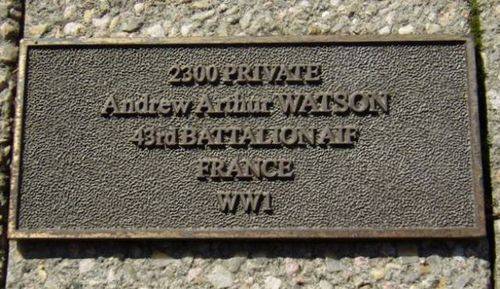 2300 PRIVATE
Andrew Arthur WATSON
43rd BATTALION AIF
FRANCE
WW1